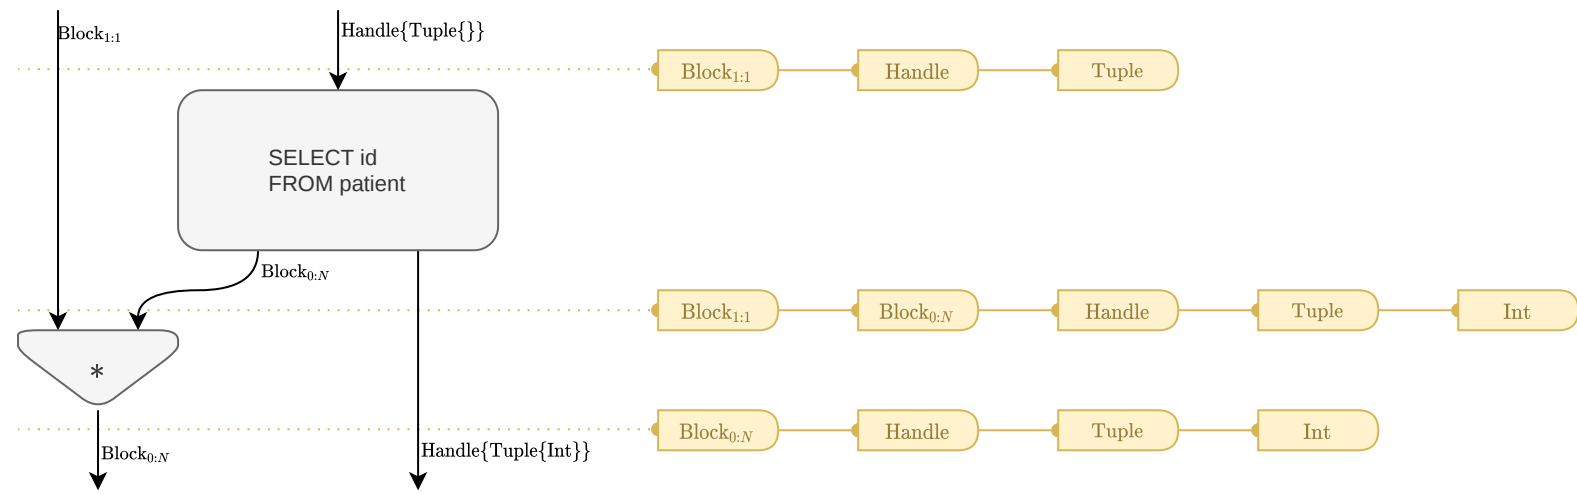 Block1:1
Handle{Tuple{}}
Block1:1 Handle Tuple
SELECT id
FROM patient
Block0:N
Block1:1 Block0:N Handle Tuple Int
*
Block0:N Handle Tuple Int
Block0:N
Handle{Tuple{Int}}